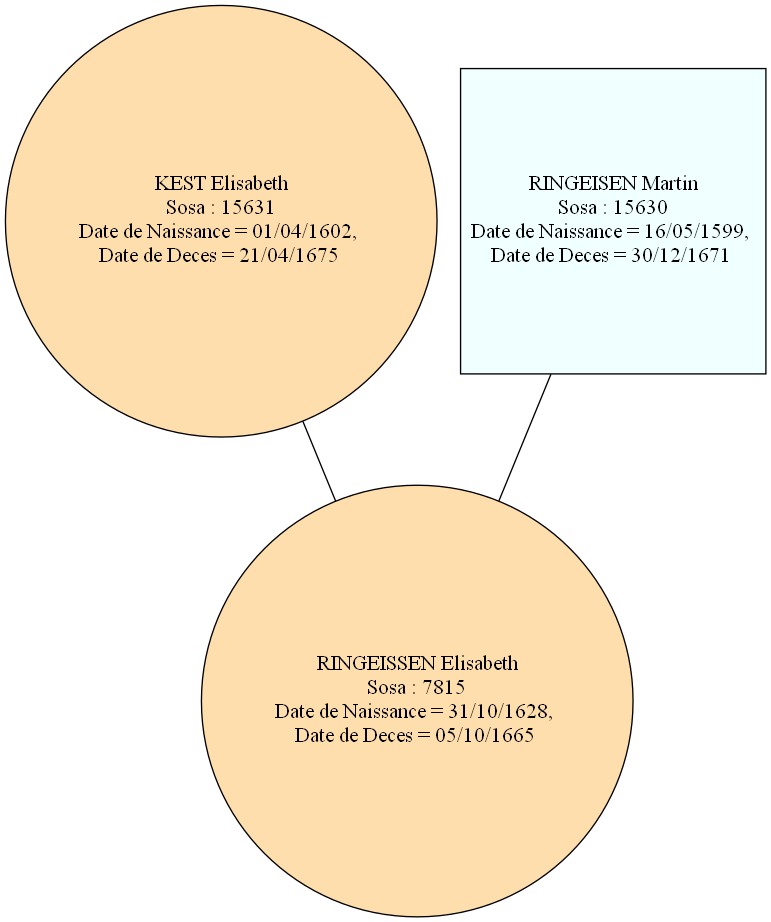 KEST Elisabeth
Sosa : 15631
Date de Naissance = 01/04/1602,
Date de Deces = 21/04/1675
RINGEISEN Martin
Sosa : 15630
Date de Naissance = 16/05/1599,
Date de Deces = 30/12/1671
RINGEISSEN Elisabeth
Sosa : 7815
Date de Naissance = 31/10/1628,
Date de Deces = 05/10/1665